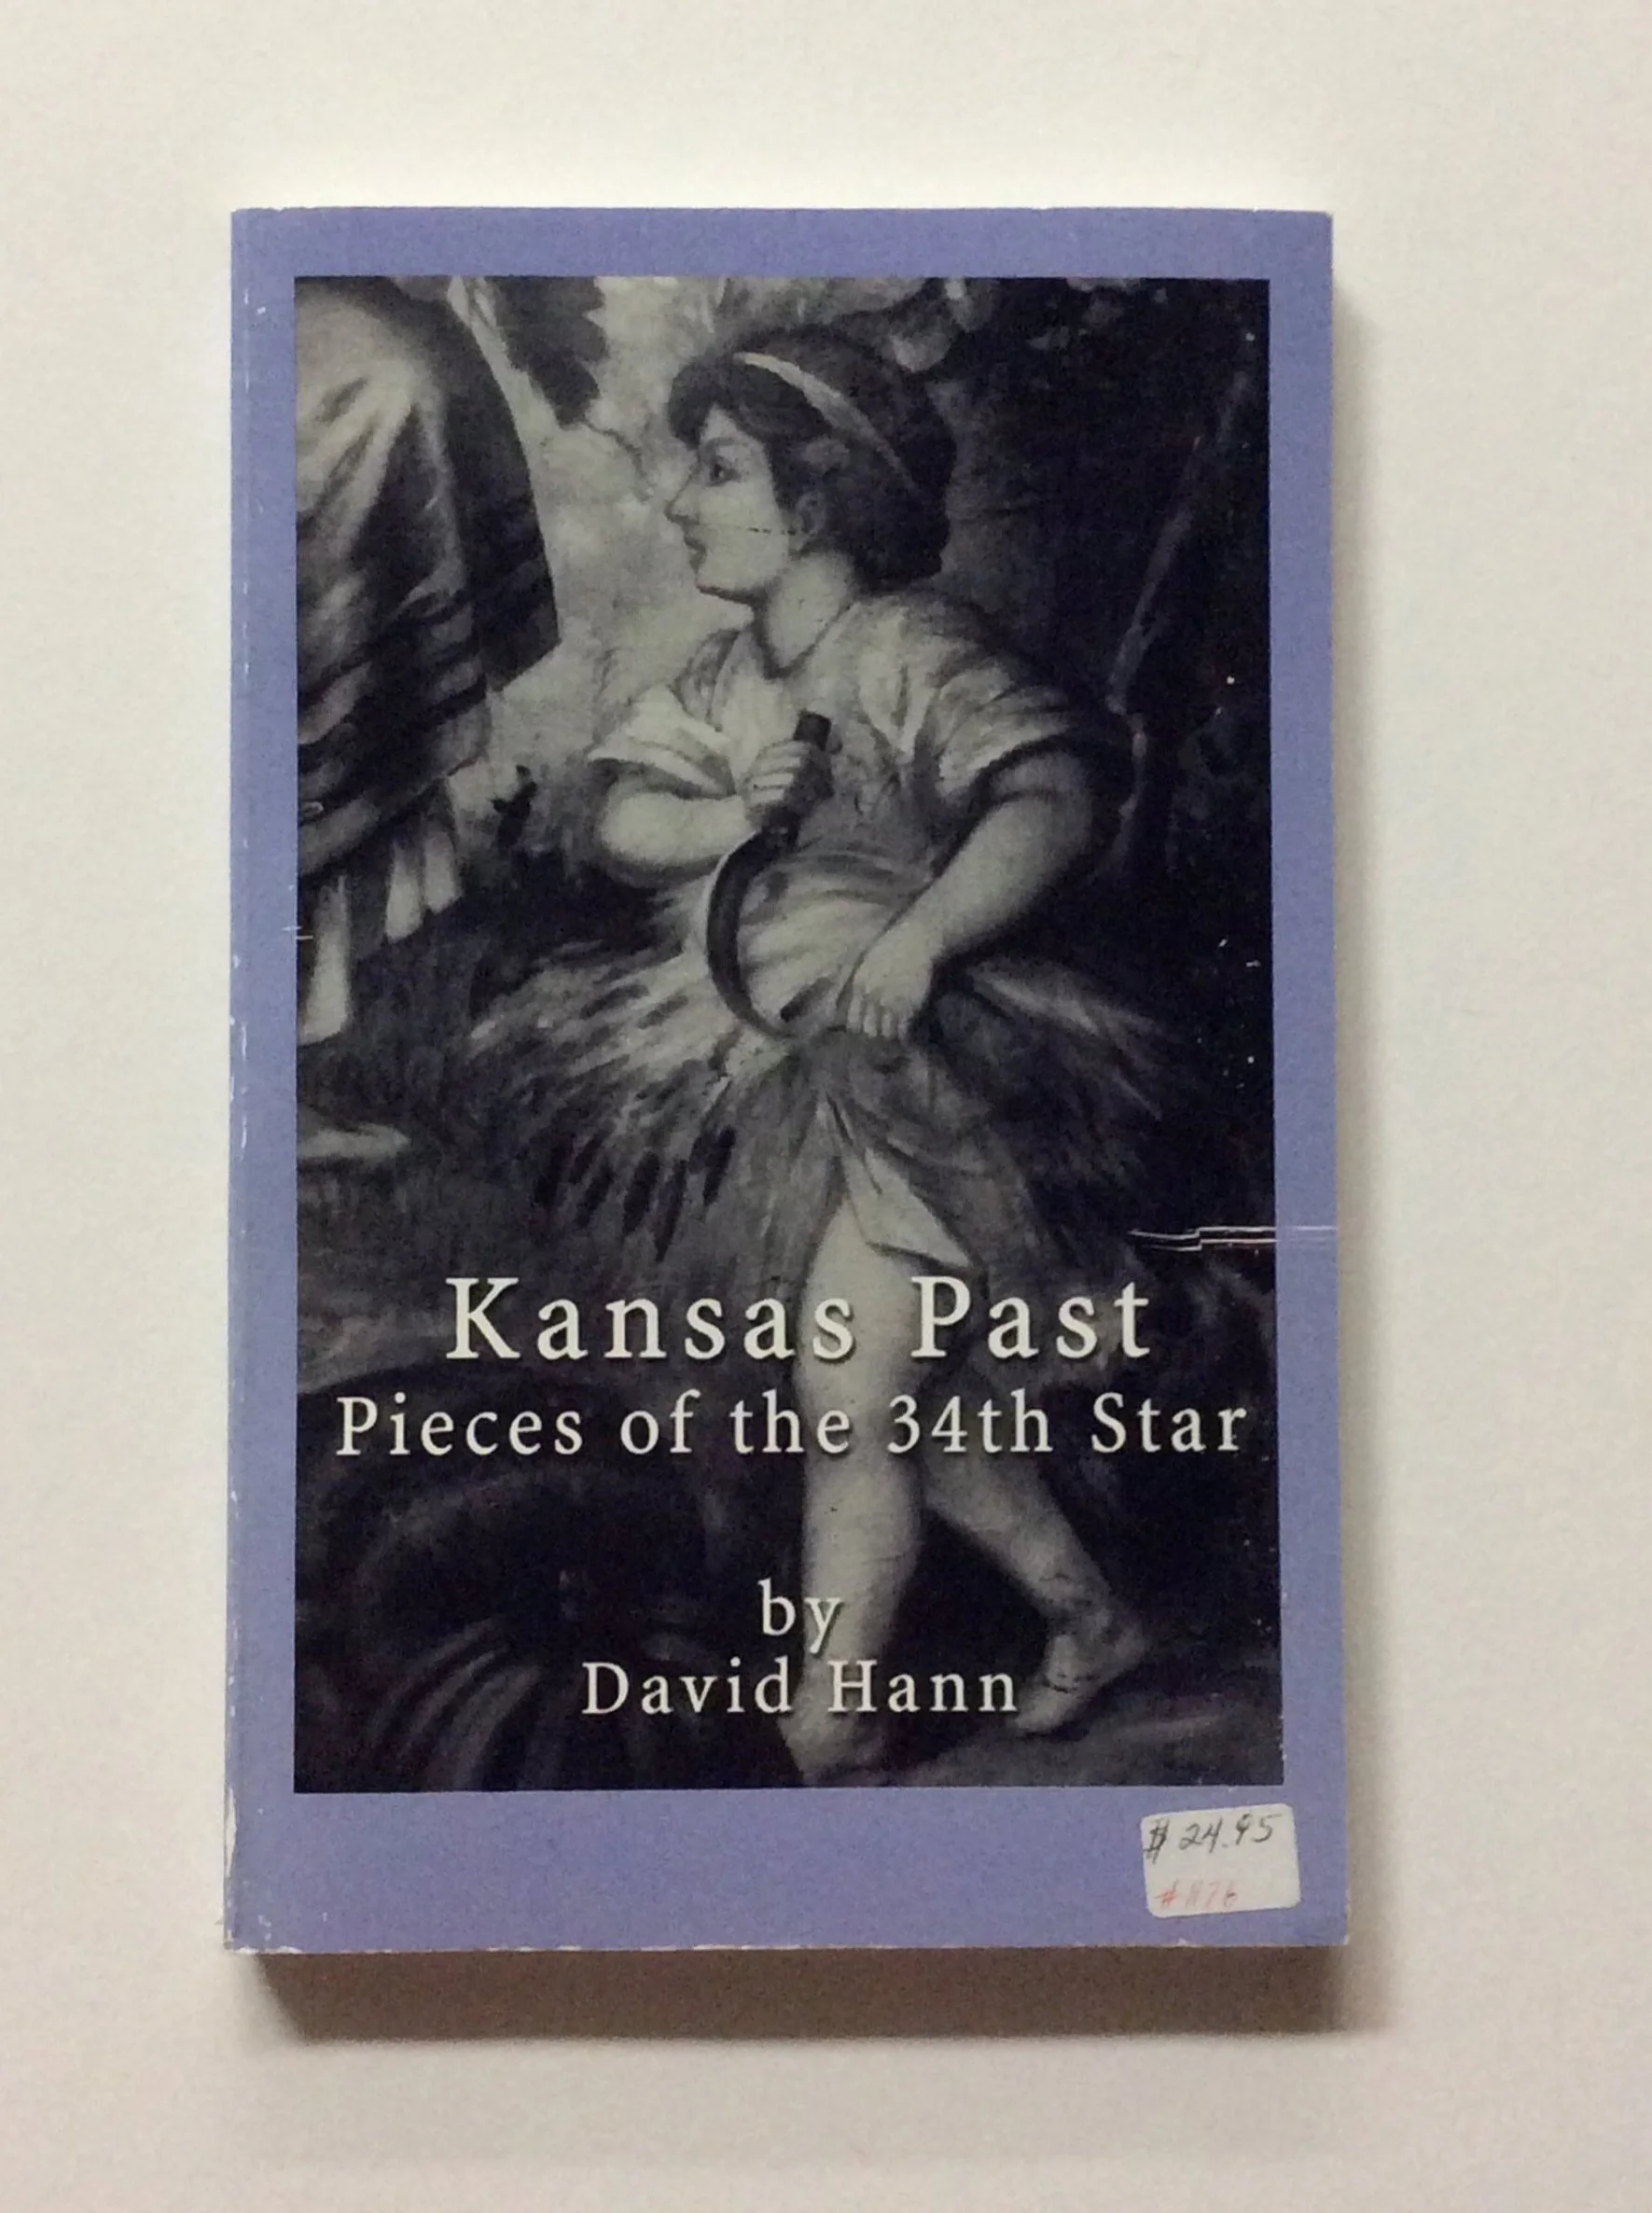 Kansas Past
Pieces of the 34th Star
by
David Hann
$ 24.95